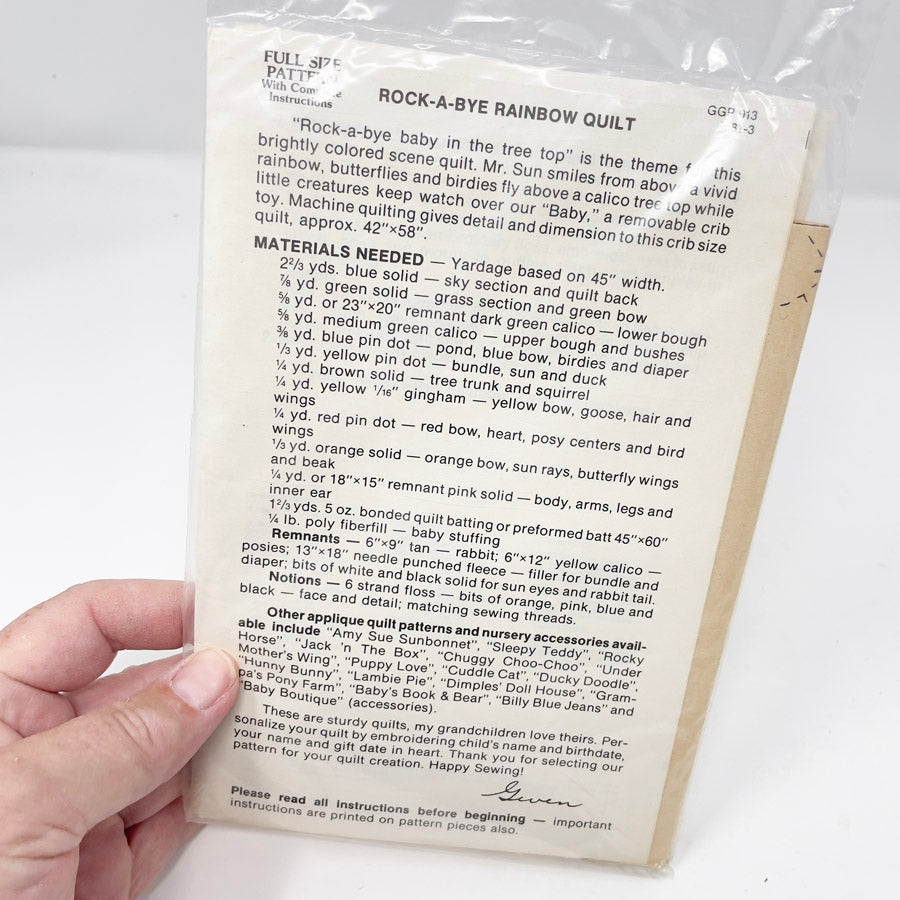 FULL SIZE
PATTERN
With Complete
Instructions
ROCK-A-BYE RAINBOW QUILT
GGP 913
81-3
"Rock-a-bye baby in the tree top" is the theme for this
brightly colored scene quilt. Mr. Sun smiles from above a vivid
rainbow, butterflies and birdies fly above a calico tree top while
little creatures keep watch over our "Baby," a removable crib
toy. Machine quilting gives detail and dimension to this crib size
quilt, approx. 42"×58".
MATERIALS NEEDED — Yardage based on 45" width.
2⅔ yds. blue solid — sky section and quilt back
⅞ yd. green solid — grass section and green bow
⅝ yd. or 23"×20" remnant dark green calico — lower bough
⅝ yd. medium green calico — upper bough and bushes
⅜ yd. blue pin dot — pond, blue bow, birdies and diaper
⅓ yd. yellow pin dot — bundle, sun and duck
¼ yd. brown solid — tree trunk and squirrel
¼ yd. yellow 1/16" gingham — yellow bow, goose, hair and
wings
¼ yd. red pin dot — red bow, heart, posy centers and bird
wings
⅓ yd. orange solid — orange bow, sun rays, butterfly wings
and beak
¼ yd. or 18"×15" remnant pink solid — body, arms, legs and
inner ear
1⅔ yds. 5 oz. bonded quilt batting or preformed batt 45"×60"
¼ lb. poly fiberfill — baby stuffing
Remnants — 6"×9" tan — rabbit; 6"×12" yellow calico —
posies; 13"×18" needle punched fleece — filler for bundle and
diaper; bits of white and black solid for sun eyes and rabbit tail.
Notions — 6 strand floss — bits of orange, pink, blue and
black — face and detail; matching sewing threads.
Other applique quilt patterns and nursery accessories avail-
able include "Amy Sue Sunbonnet", "Sleepy Teddy", "Rocky
Horse", "Jack 'n The Box", "Chuggy Choo-Choo", "Under
Mother's Wing", "Puppy Love", "Cuddle Cat", "Ducky Doodle",
"Hunny Bunny", "Lambie Pie", "Dimples' Doll House", "Gram-
pa's Pony Farm", "Baby's Book & Bear", "Billy Blue Jeans" and
"Baby Boutique" (accessories).
These are sturdy quilts, my grandchildren love theirs. Per-
sonalize your quilt by embroidering child's name and birthdate,
your name and gift date in heart. Thank you for selecting our
pattern for your quilt creation. Happy Sewing!
Gwen
Please read all instructions before beginning — important
instructions are printed on pattern pieces also.